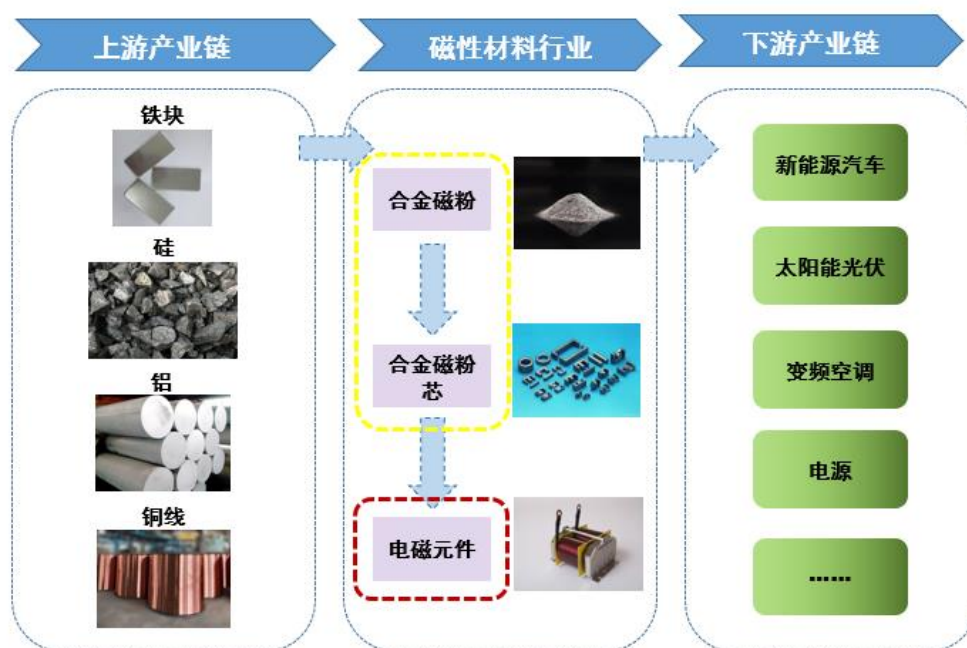 上游产业链
磁性材料行业
下游产业链
铁块
硅
铝
铜线
合金磁粉
合金磁粉
芯
电磁元件
新能源汽车
太阳能光伏
变频空调
电源
……